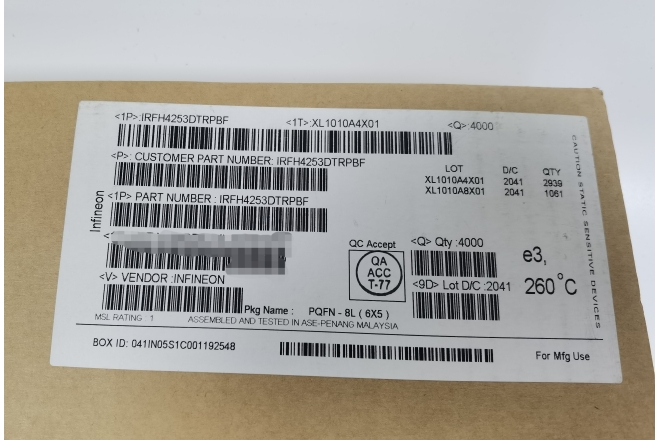 <1P>:IRFH4253DTRPBF <1T>:XL1010A4X01 <Q>:4000
<P>: CUSTOMER PART NUMBER: IRFH4253DTRPBF
LOT D/C QTY
XL1010A4X01 2041 2939
XL1010A8X01 2041 1061
CAUTION STATIC SENSITIVE DEVICES
Infineon
<1P> PART NUMBER : IRFH4253DTRPBF
QC Accept
QA
ACC
T-77
<Q> Qty :4000
e3,
<V> VENDOR :INFINEON
<9D> Lot D/C :2041
260°C
Pkg Name : PQFN - 8L ( 6X5 )
MSL RATING : 1 ASSEMBLED AND TESTED IN ASE-PENANG MALAYSIA
BOX ID: 041IN05S1C001192548
For Mfg Use